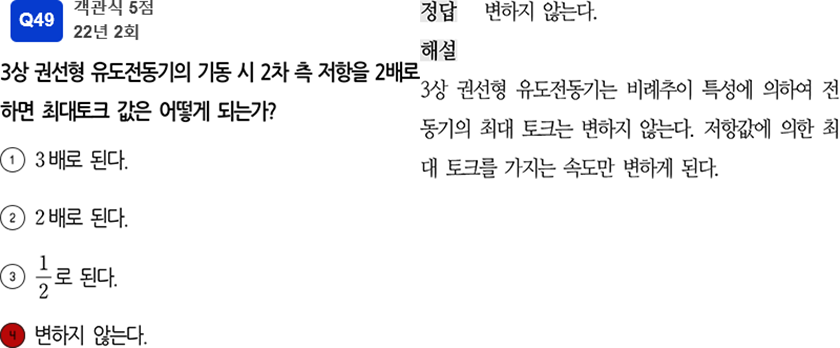 Q49
객관식 5점
22년 2회
3상 권선형 유도전동기의 기동 시 2차 측 저항을 2배로
하면 최대토크 값은 어떻게 되는가?
① 3배로 된다.
② 2배로 된다.
③ 1/2로 된다.
④ 변하지 않는다.
정답 변하지 않는다.
해설
3상 권선형 유도전동기는 비례추이 특성에 의하여 전
동기의 최대 토크는 변하지 않는다. 저항값에 의한 최
대 토크를 가지는 속도만 변하게 된다.